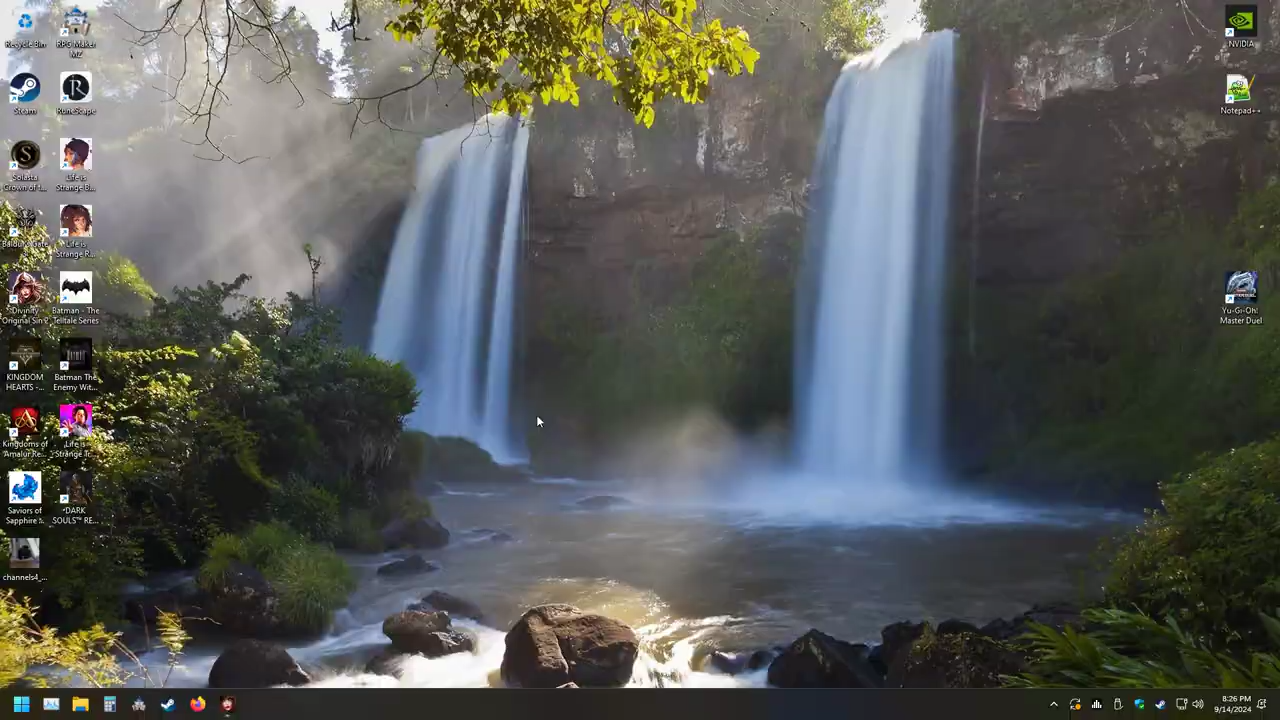 Recycle Bin
RPG Maker
MZ
Steam
RuneScape
Solasta
Crown of t...
Life is
Strange B...
Baldur's Gate
Life is
Strange R...
Divinity -
Original Sin 2
Batman - The
Telltale Series
KINGDOM
HEARTS -...
Batman The
Enemy Wit...
Kingdoms of
Amalur Re...
Life is
Strange Tr...
Saviors of
Sapphire ...
DARK
SOULS™ RE...
channels4_...
NVIDIA
Notepad++
Yu-Gi-Oh!
Master Duel
8:26 PM
9/14/2024